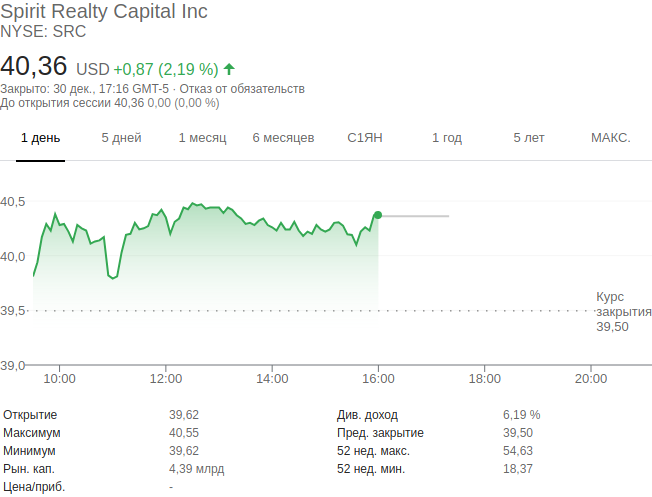 Spirit Realty Capital Inc
NYSE: SRC
40,36 USD +0,87 (2,19 %)
Закрыто: 30 дек., 17:16 GMT-5 · Отказ от обязательств
До открытия сессии 40,36 0,00 (0,00 %)
1 день 5 дней 1 месяц 6 месяцев С1ЯН 1 год 5 лет МАКС.
40,5
40,0
39,5
39,0
Курс
закрытия
39,50
10:00 12:00 14:00 16:00 18:00 20:00
Открытие 39,62 Див. доход 6,19 %
Максимум 40,55 Пред. закрытие 39,50
Минимум 39,62 52 нед. макс. 54,63
Рын. кап. 4,39 млрд 52 нед. мин. 18,37
Цена/приб. -